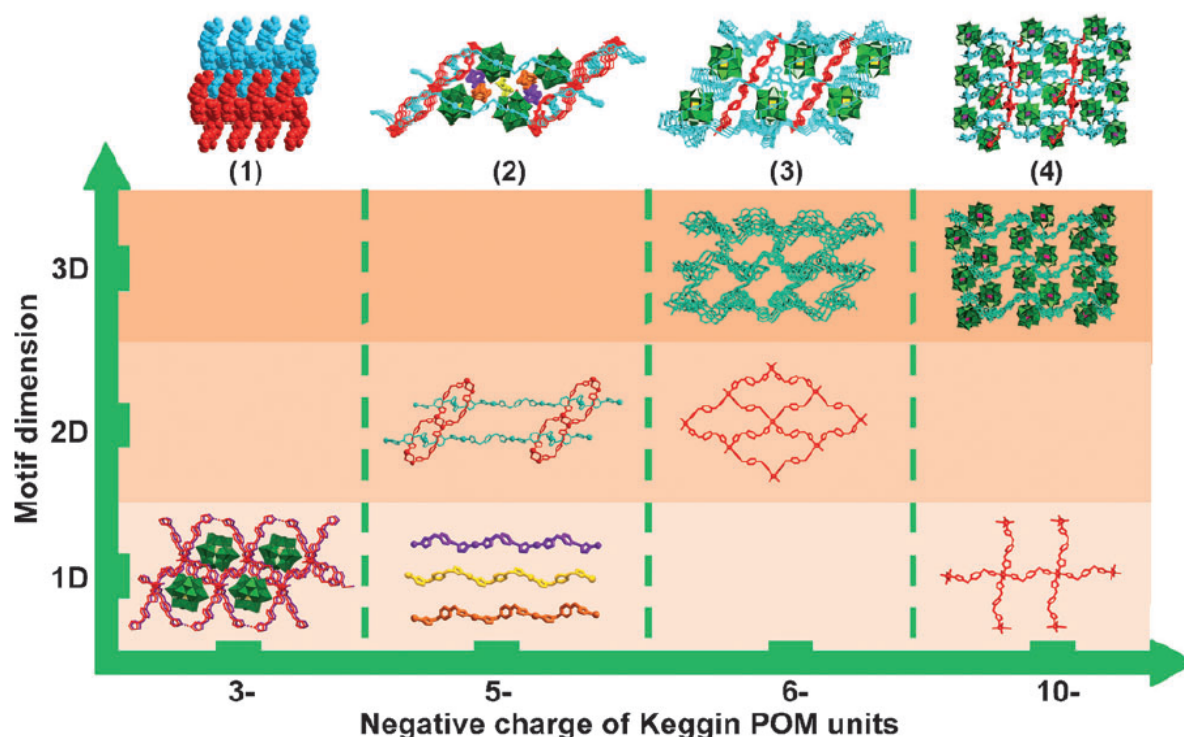 (1)
(2)
(3)
(4)
Motif dimension
3D
2D
1D
3-
5-
6-
10-
Negative charge of Keggin POM units